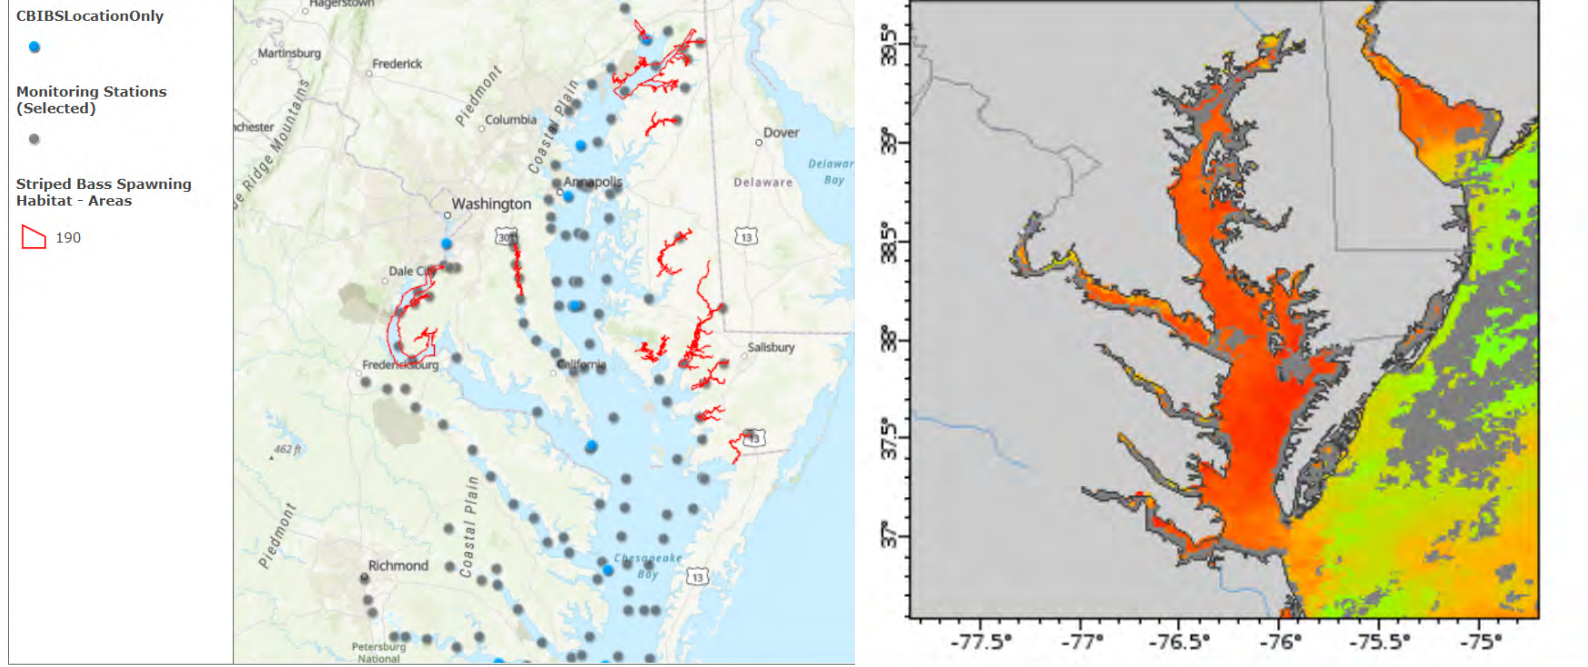 CBIBSLocationOnly
Monitoring Stations
(Selected)
Striped Bass Spawning
Habitat - Areas
190
Hagerstown
Martinsburg
Frederick
Piedmont
Columbia
Coastal Plain
nchester
Dover
Delawar
Bay
Annapolis
Delaware
Washington
301
13
Dale City
Salisbury
Fredericksburg
California
13
462 ft
Coastal Plain
Piedmont
Chesapeake
Bay
Richmond
13
Petersburg
National
e Ridge Mountains
39.5°
39°
38.5°
38°
37.5°
37°
-77.5°
-77°
-76.5°
-76°
-75.5°
-75°